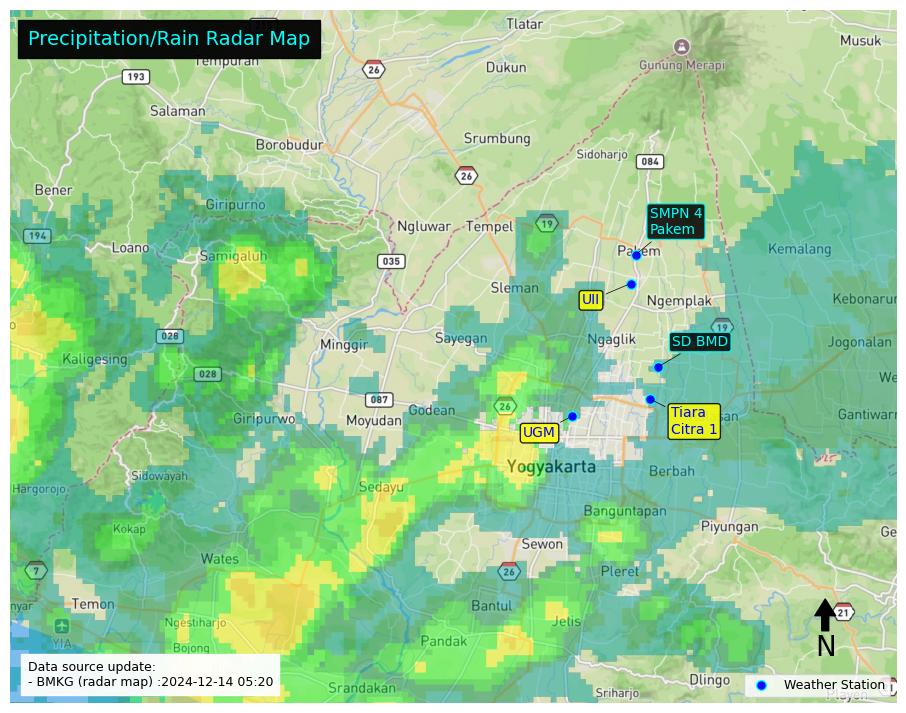 Precipitation/Rain Radar Map
Tlatar
Musuk
Tempuran
26
Gunung Merapi
193
Dukun
Salaman
Srumbung
Borobudur
Sidoharjo
084
26
Bener
Giripurno
SMPN 4
Pakem
Ngluwar
Tempel
19
194
Loano
Samigaluh
035
Pakem
Kemalang
Sleman
UII
Ngemplak
Kebonarun
19
028
Minggir
Sayegan
Ngaglik
SD BMD
Jogonalan
Kaligesing
028
087
26
Giripurwo
Moyudan
Godean
Tiara
Citra 1
Gantiwarn
UGM
Yogyakarta
Berbah
Sidowayah
Hargorojo
Sedayu
Banguntapan
Kokap
Piyungan
Sewon
Wates
7
26
Pleret
Temon
Bantul
21
Ngestiharjo
Jetis
YIA
Bojong
Pandak
N
Data source update:
- BMKG (radar map) :2024-12-14 05:20
Dlingo
Weather Station
Srandakan
Sriharjo